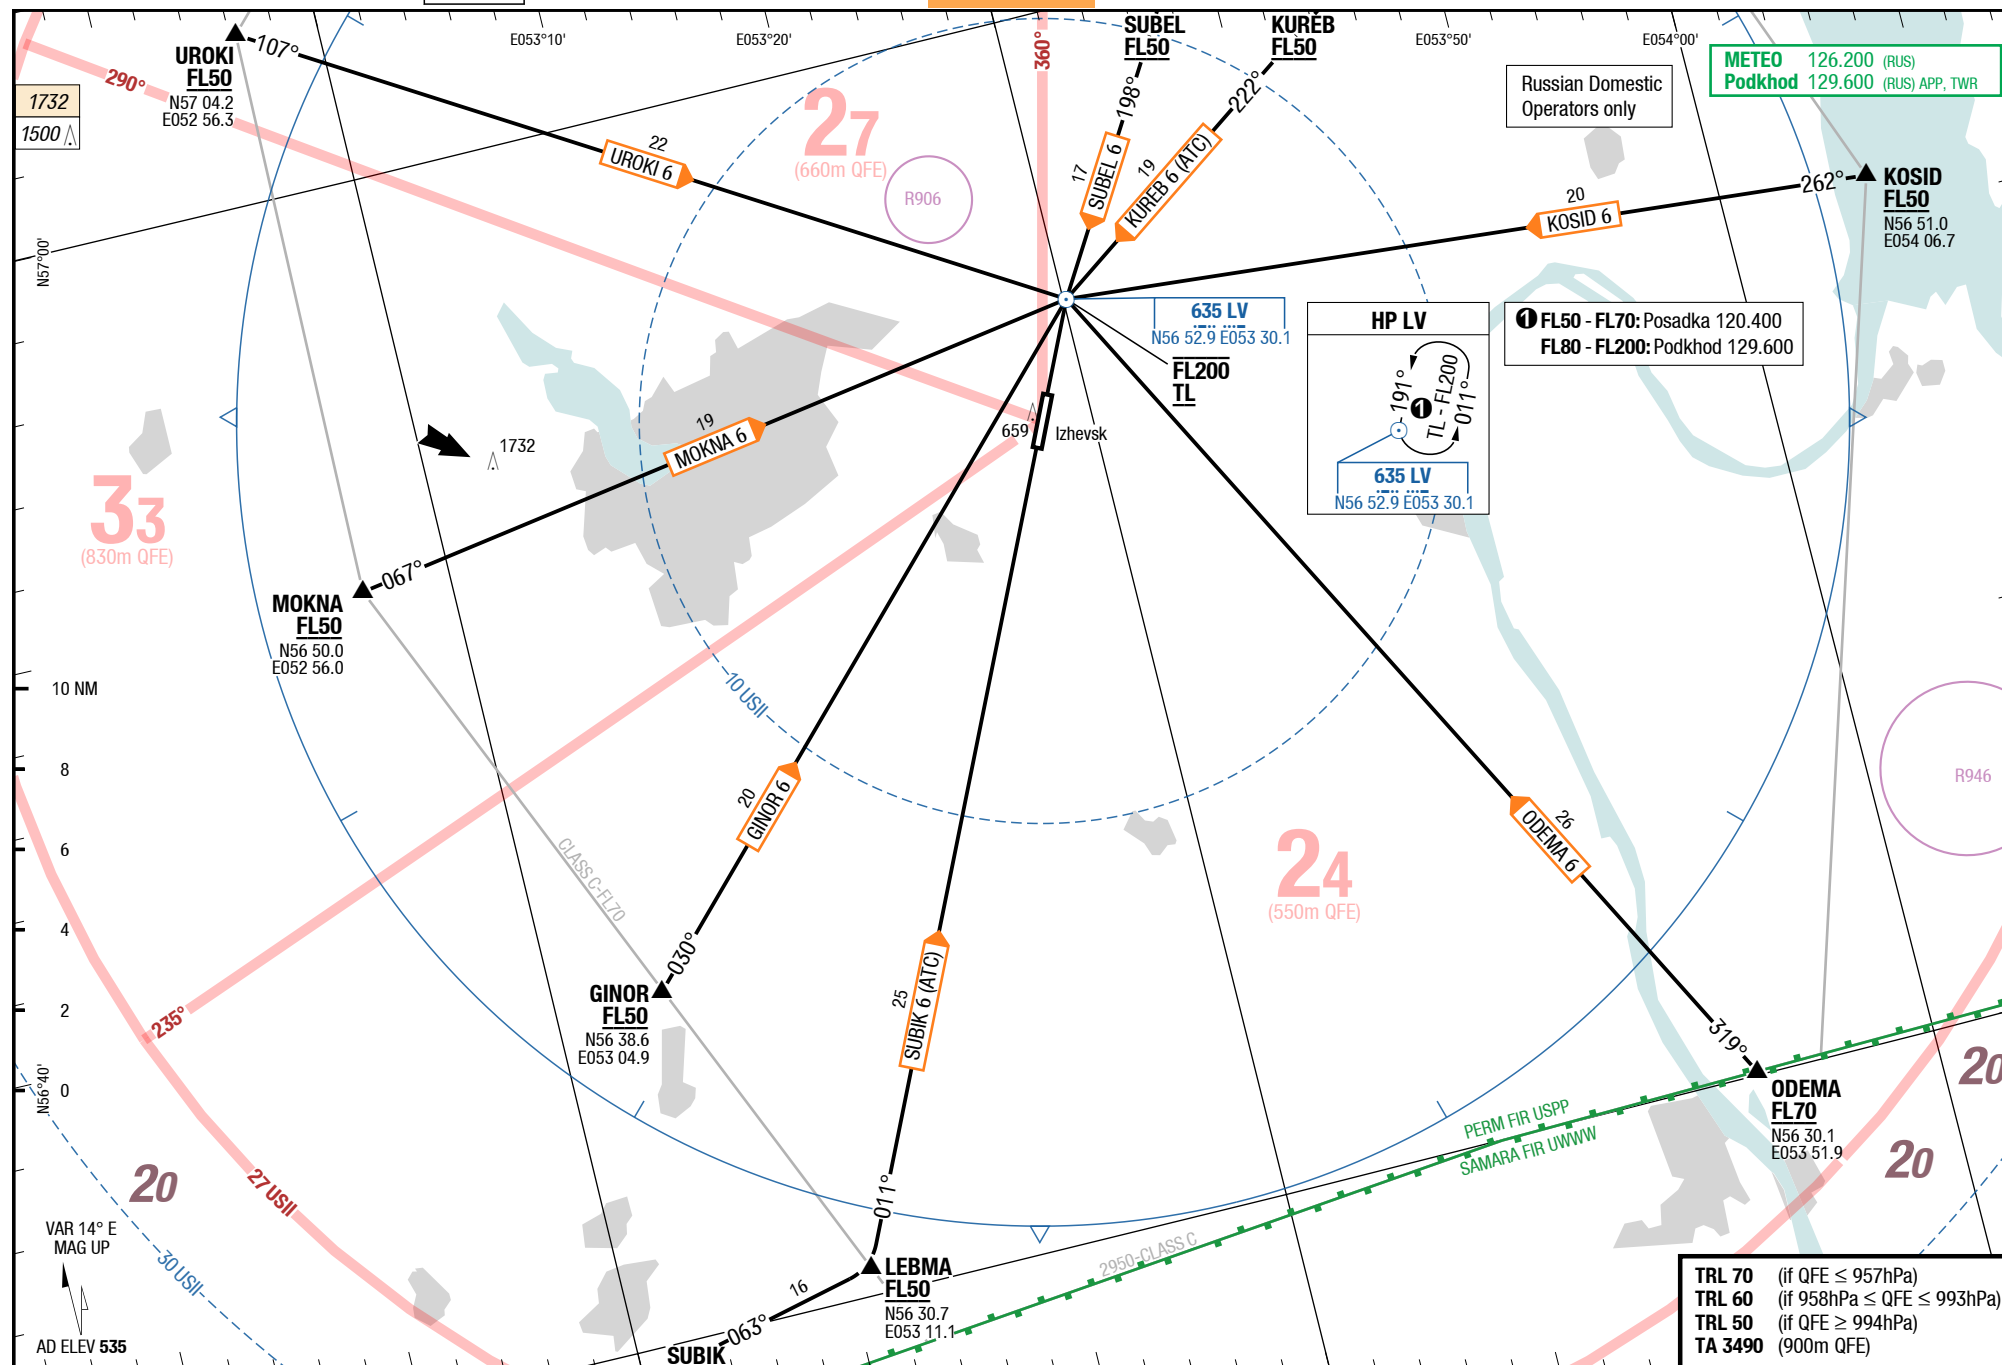 SUBEL
FL50
KUREB
FL50
E053°10'
E053°20'
E053°50'
E054°00'
360°
METEO 126.200 (RUS)
Podkhod 129.600 (RUS) APP, TWR
Russian Domestic
Operators only
UROKI
FL50
N57 04.2
E052 56.3
107°
290°
1732
1500
198°
222°
27
(660m QFE)
R906
22
UROKI 6
17
SUBEL 6
19
KUREB 6 (ATC)
20
KOSID 6
262°
KOSID
FL50
N56 51.0
E054 06.7
N57°00'
635 LV
N56 52.9 E053 30.1
FL200
TL
HP LV
191°
TL - FL200
011°
1
635 LV
N56 52.9 E053 30.1
1 FL50 - FL70: Posadka 120.400
FL80 - FL200: Podkhod 129.600
659
Izhevsk
19
MOKNA 6
1732
33
(830m QFE)
067°
MOKNA
FL50
N56 50.0
E052 56.0
10 NM
8
6
4
2
0
N56°40'
10 USII
20
GINOR 6
CLASS C-FL70
24
(550m QFE)
26
ODEMA 6
R946
030°
GINOR
FL50
N56 38.6
E053 04.9
25
SUBIK 6 (ATC)
235°
319°
ODEMA
FL70
N56 30.1
E053 51.9
20
20
20
PERM FIR USPP
SAMARA FIR UWWW
27 USII
30 USII
011°
2950-CLASS C
LEBMA
FL50
N56 30.7
E053 11.1
16
063°
SUBIK
VAR 14° E
MAG UP
AD ELEV 535
TRL 70 (if QFE ≤ 957hPa)
TRL 60 (if 958hPa ≤ QFE ≤ 993hPa)
TRL 50 (if QFE ≥ 994hPa)
TA 3490 (900m QFE)